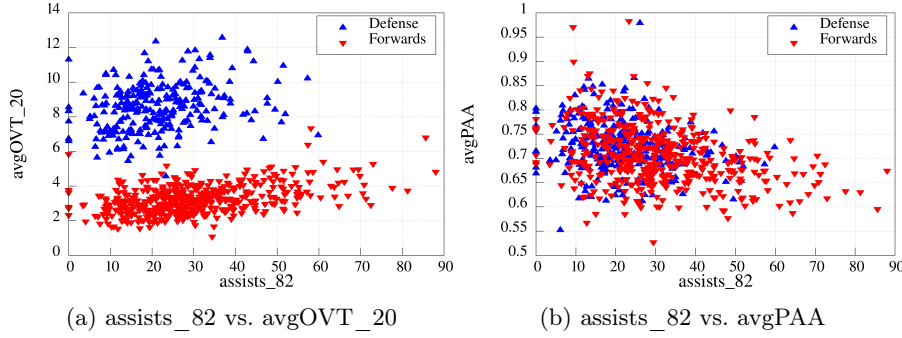 14
12
10
8
6
4
2
0
avgOVT_20
Defense
Forwards
0 10 20 30 40 50 60 70 80 90
assists_82
(a) assists_82 vs. avgOVT_20
1
0.95
0.9
0.85
0.8
0.75
0.7
0.65
0.6
0.55
0.5
avgPAA
Defense
Forwards
0 10 20 30 40 50 60 70 80 90
assists_82
(b) assists_82 vs. avgPAA